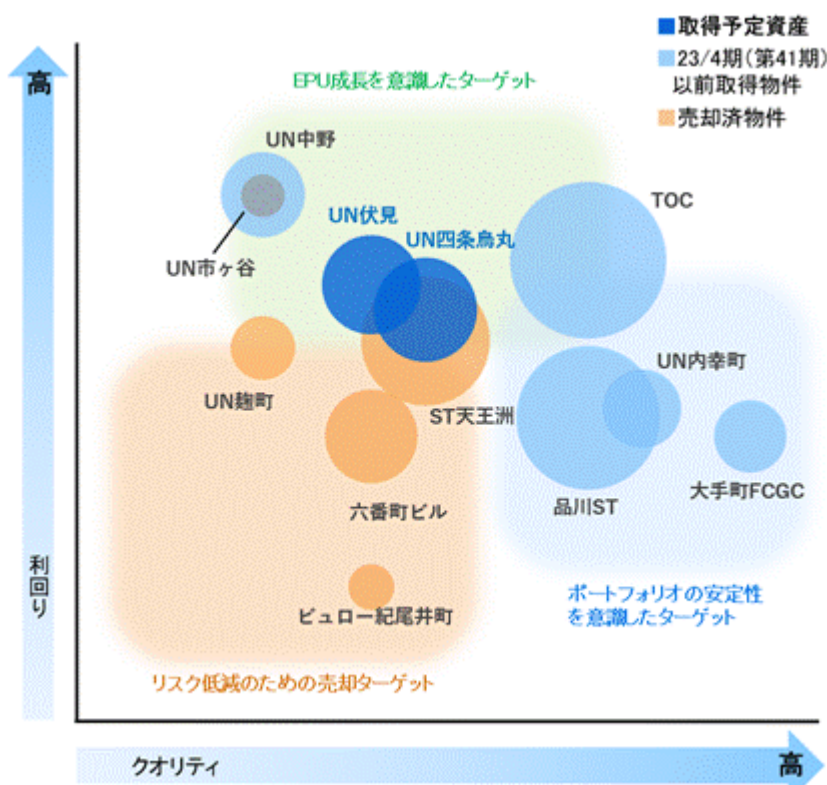 取得予定資産
23/4期(第41期)
以前取得物件
売却済物件
高
EPU成長を意識したターゲット
UN中野
UN伏見
UN四条烏丸
TOC
UN市ヶ谷
UN麹町
ST天王洲
UN内幸町
六番町ビル
品川ST
大手町FCGC
利回り
ビュロー紀尾井町
ポートフォリオの安定性
を意識したターゲット
リスク低減のための売却ターゲット
クオリティ
高